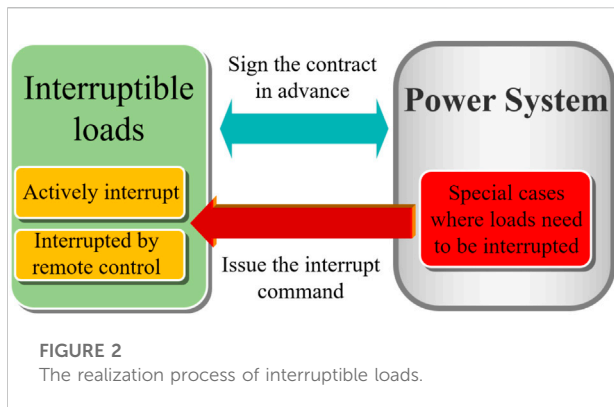 Interruptible
loads
Actively interrupt
Interrupted by
remote control
Sign the contract
in advance
Issue the interrupt
command
Power System
Special cases
where loads need
to be interrupted
FIGURE 2
The realization process of interruptible loads.